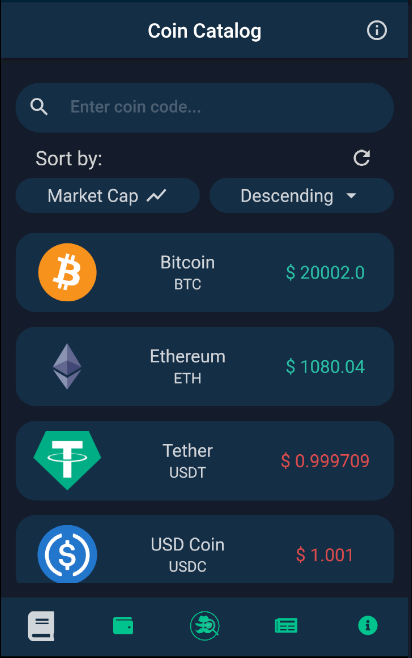 Coin Catalog
Enter coin code...
Sort by:
Market Cap
Descending
Bitcoin
BTC
$ 20002.0
Ethereum
ETH
$ 1080.04
Tether
USDT
$ 0.999709
USD Coin
USDC
$ 1.001